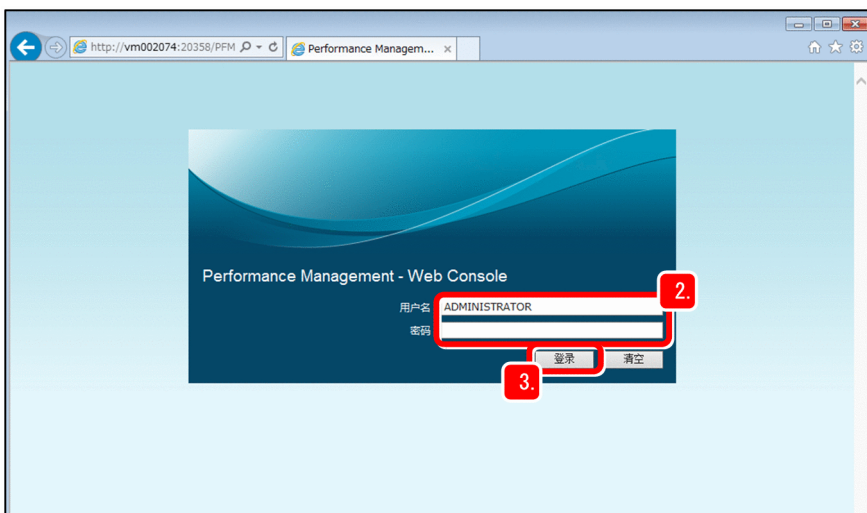 http://vm002074:20358/PFM
Performance Managem...
Performance Management - Web Console
2.
用户名 ADMINISTRATOR
密码
登录 清空
3.